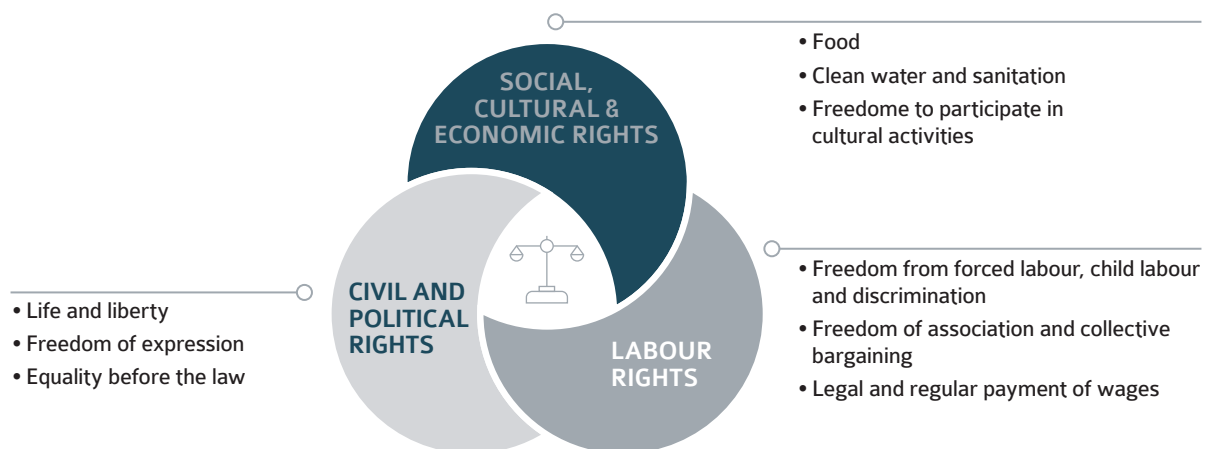 SOCIAL,
CULTURAL &
ECONOMIC RIGHTS
• Food
• Clean water and sanitation
• Freedome to participate in
cultural activities
CIVIL AND
POLITICAL
RIGHTS
• Life and liberty
• Freedom of expression
• Equality before the law
LABOUR
RIGHTS
• Freedom from forced labour, child labour
and discrimination
• Freedom of association and collective
bargaining
• Legal and regular payment of wages